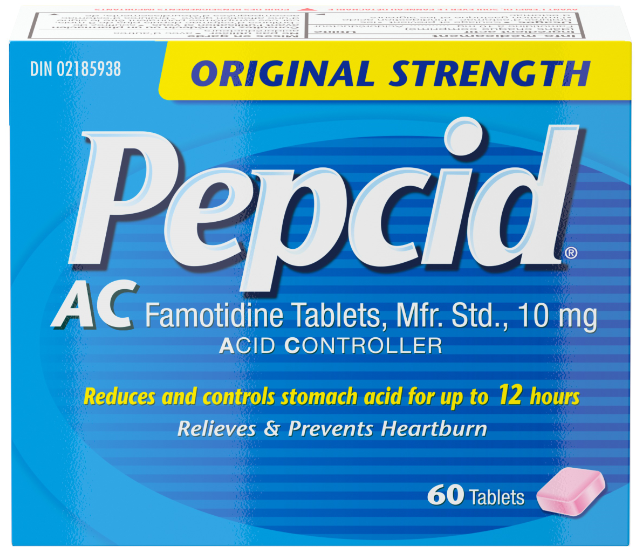 DIN 02185938
ORIGINAL STRENGTH
Pepcid®
AC Famotidine Tablets, Mfr. Std., 10 mg
ACID CONTROLLER
Reduces and controls stomach acid for up to 12 hours
Relieves & Prevents Heartburn
60 Tablets